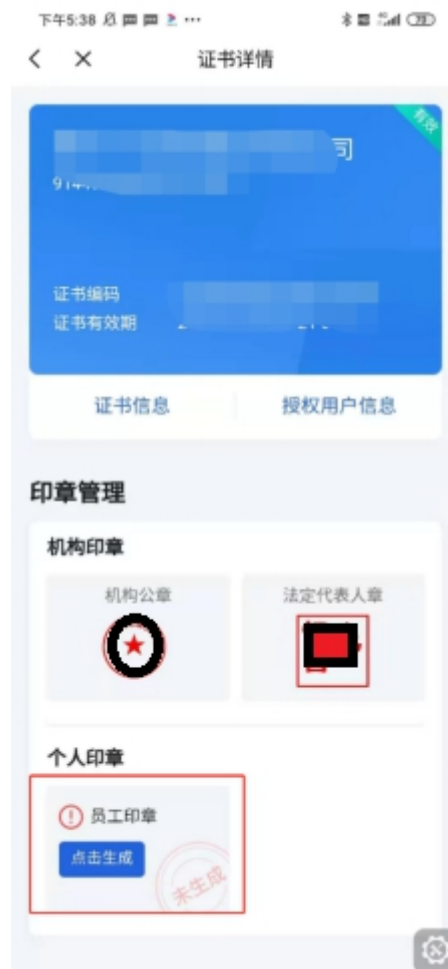 下午5:38
证书详情
有效
司
证书编码
证书有效期
证书信息
授权用户信息
印章管理
机构印章
机构公章
法定代表人章
个人印章
员工印章
点击生成
未生成